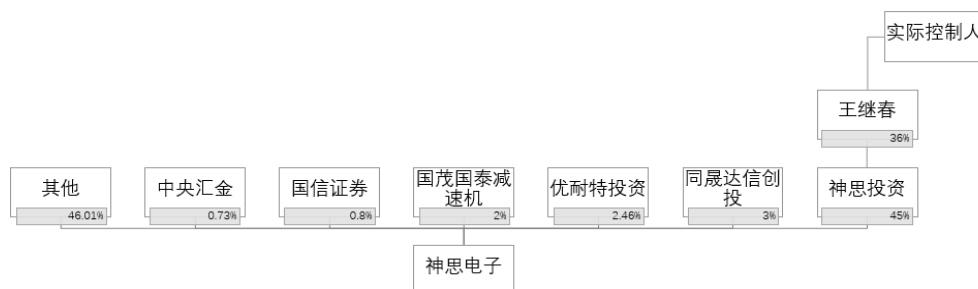 实际控制人
王继春
36%
其他
46.01%
中央汇金
0.73%
国信证券
0.8%
国茂国泰减
速机
2%
优耐特投资
2.46%
同晟达信创
投
3%
神思投资
45%
神思电子